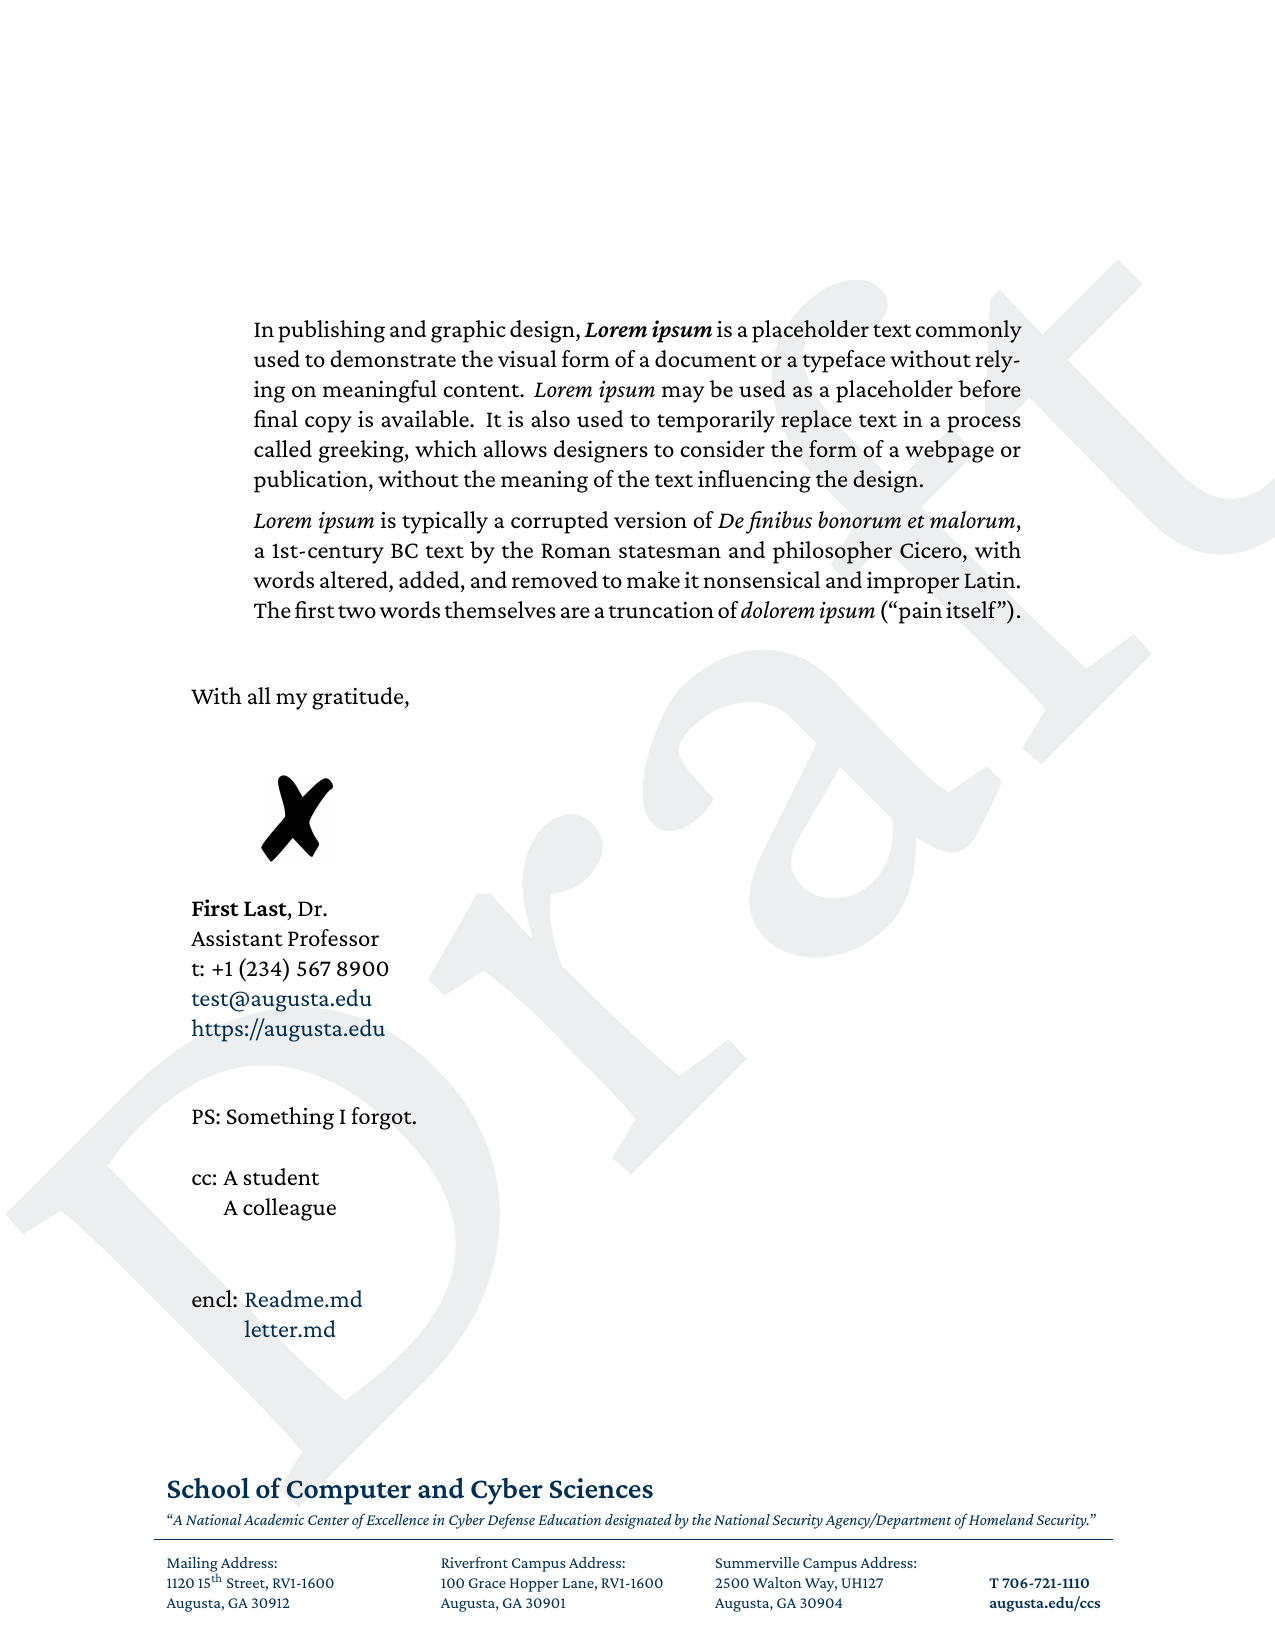 In publishing and graphic design, Lorem ipsum is a placeholder text commonly
used to demonstrate the visual form of a document or a typeface without rely-
ing on meaningful content. Lorem ipsum may be used as a placeholder before
final copy is available. It is also used to temporarily replace text in a process
called greeking, which allows designers to consider the form of a webpage or
publication, without the meaning of the text influencing the design.
Lorem ipsum is typically a corrupted version of De finibus bonorum et malorum,
a 1st-century BC text by the Roman statesman and philosopher Cicero, with
words altered, added, and removed to make it nonsensical and improper Latin.
The first two words themselves are a truncation of dolorem ipsum (“pain itself”).
With all my gratitude,
First Last, Dr.
Assistant Professor
t: +1 (234) 567 8900
test@augusta.edu
https://augusta.edu
PS: Something I forgot.
cc: A student
A colleague
encl: Readme.md
letter.md
Draft
School of Computer and Cyber Sciences
“A National Academic Center of Excellence in Cyber Defense Education designated by the National Security Agency/Department of Homeland Security.”
Mailing Address:
1120 15th Street, RV1-1600
Augusta, GA 30912
Riverfront Campus Address:
100 Grace Hopper Lane, RV1-1600
Augusta, GA 30901
Summerville Campus Address:
2500 Walton Way, UH127
Augusta, GA 30904
T 706-721-1110
augusta.edu/ccs